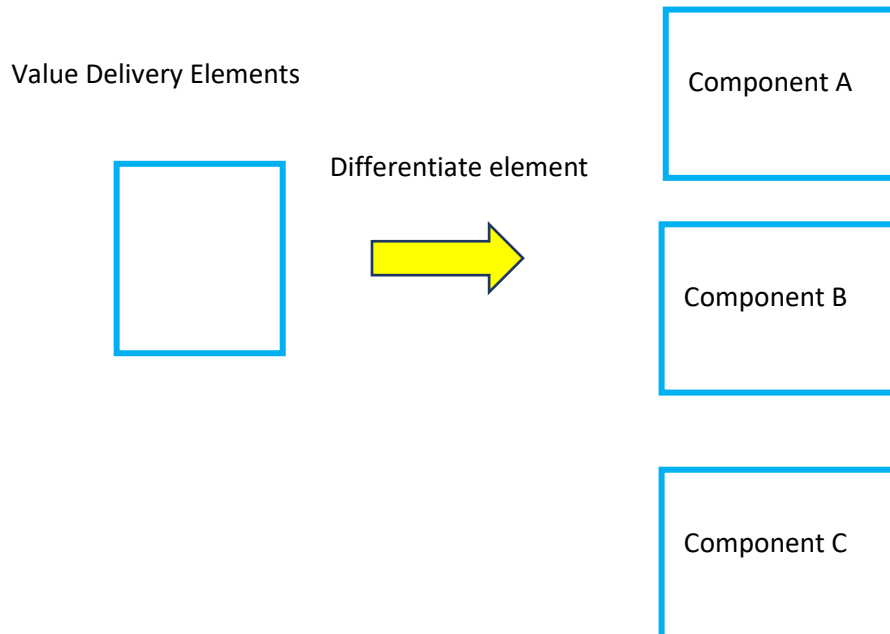 Value Delivery Elements
Differentiate element
Component A
Component B
Component C